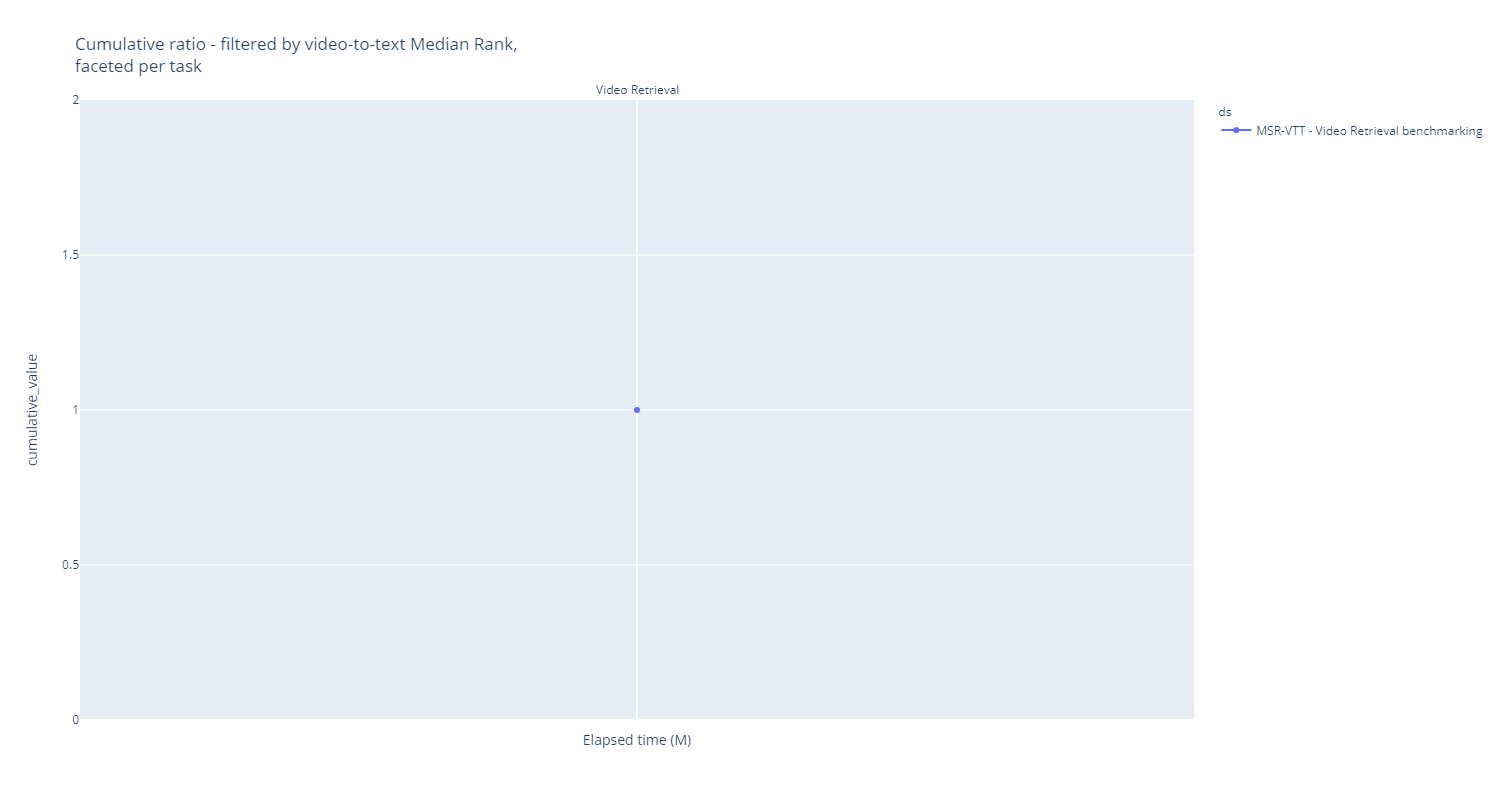 Cumulative ratio - filtered by video-to-text Median Rank,
faceted per task
Video Retrieval
2
1.5
1
0.5
0
cumulative_value
Elapsed time (M)
ds
MSR-VTT - Video Retrieval benchmarking